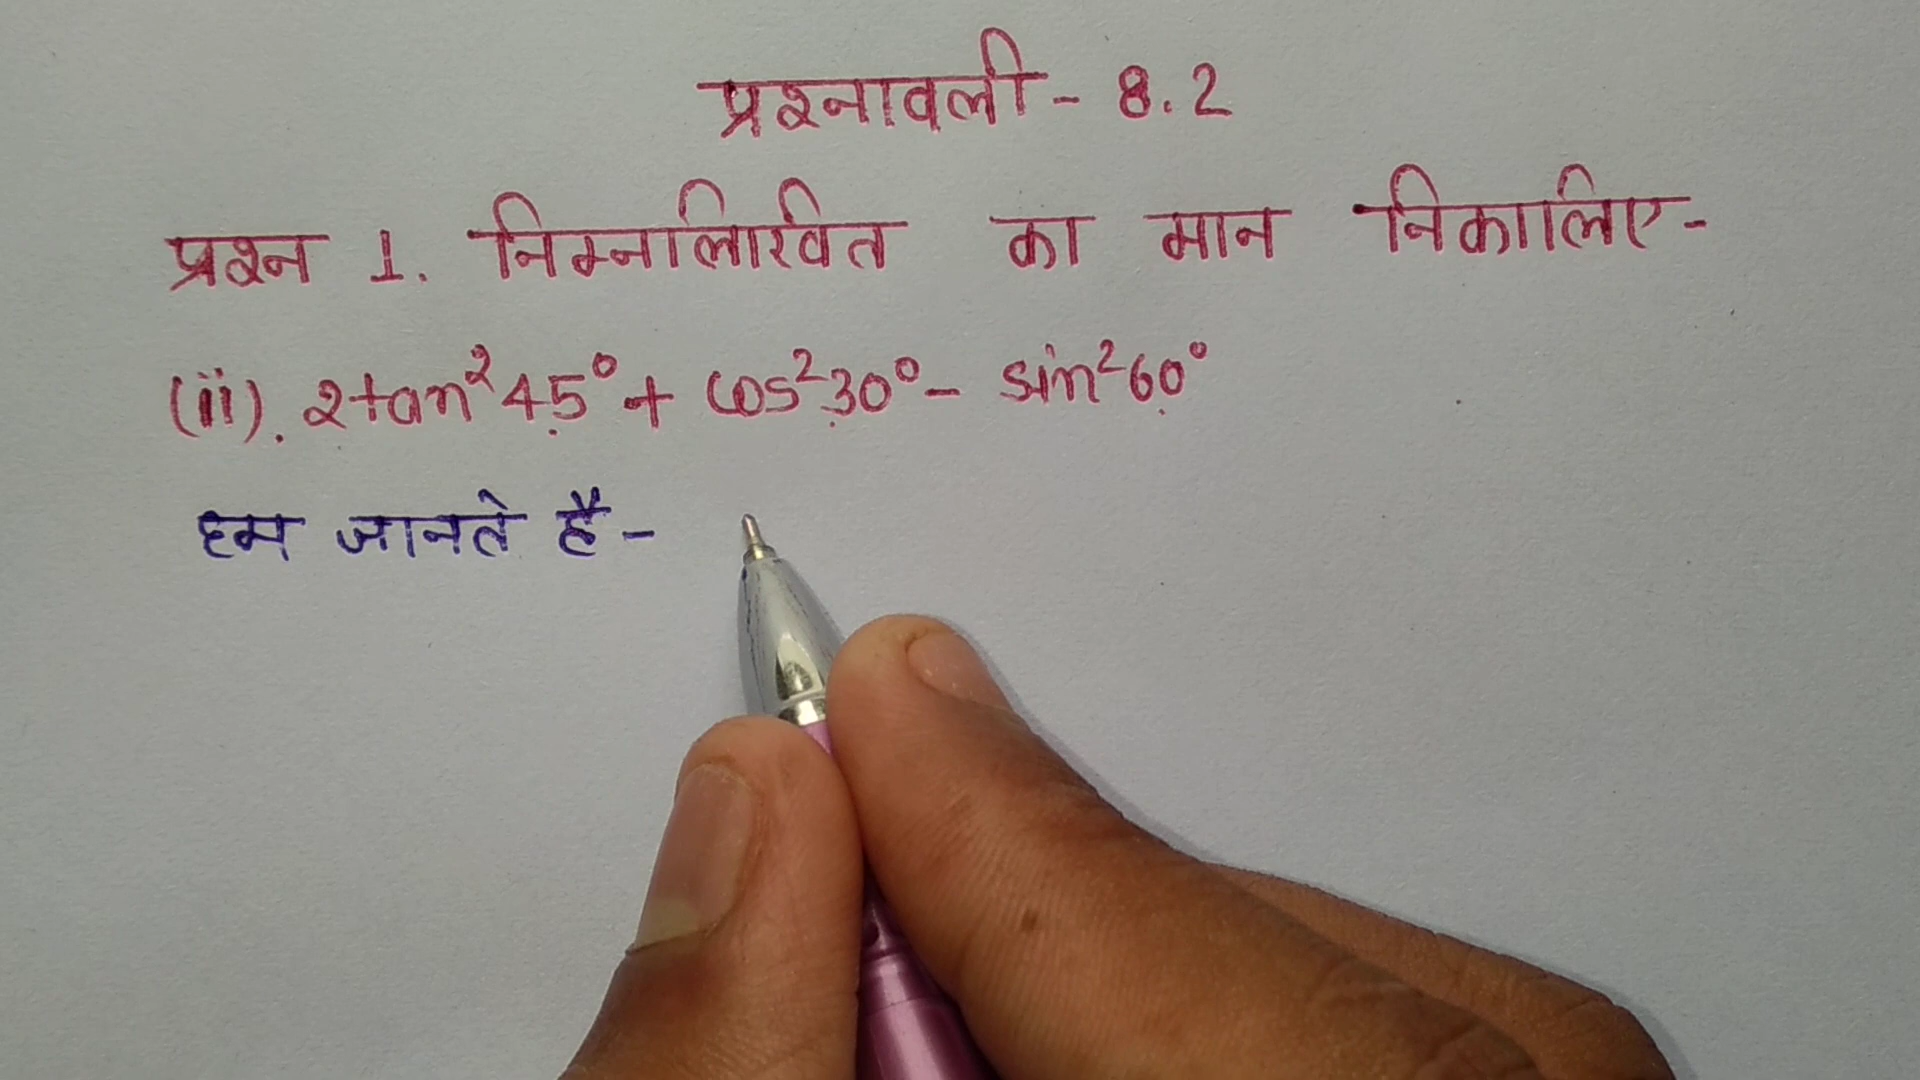 प्रश्नावली - 8.2
प्रश्न 1. निम्नलिखित का मान निकालिए-
(ii). 2tan²45° + cos²30° - sin²60°
हम जानते है -